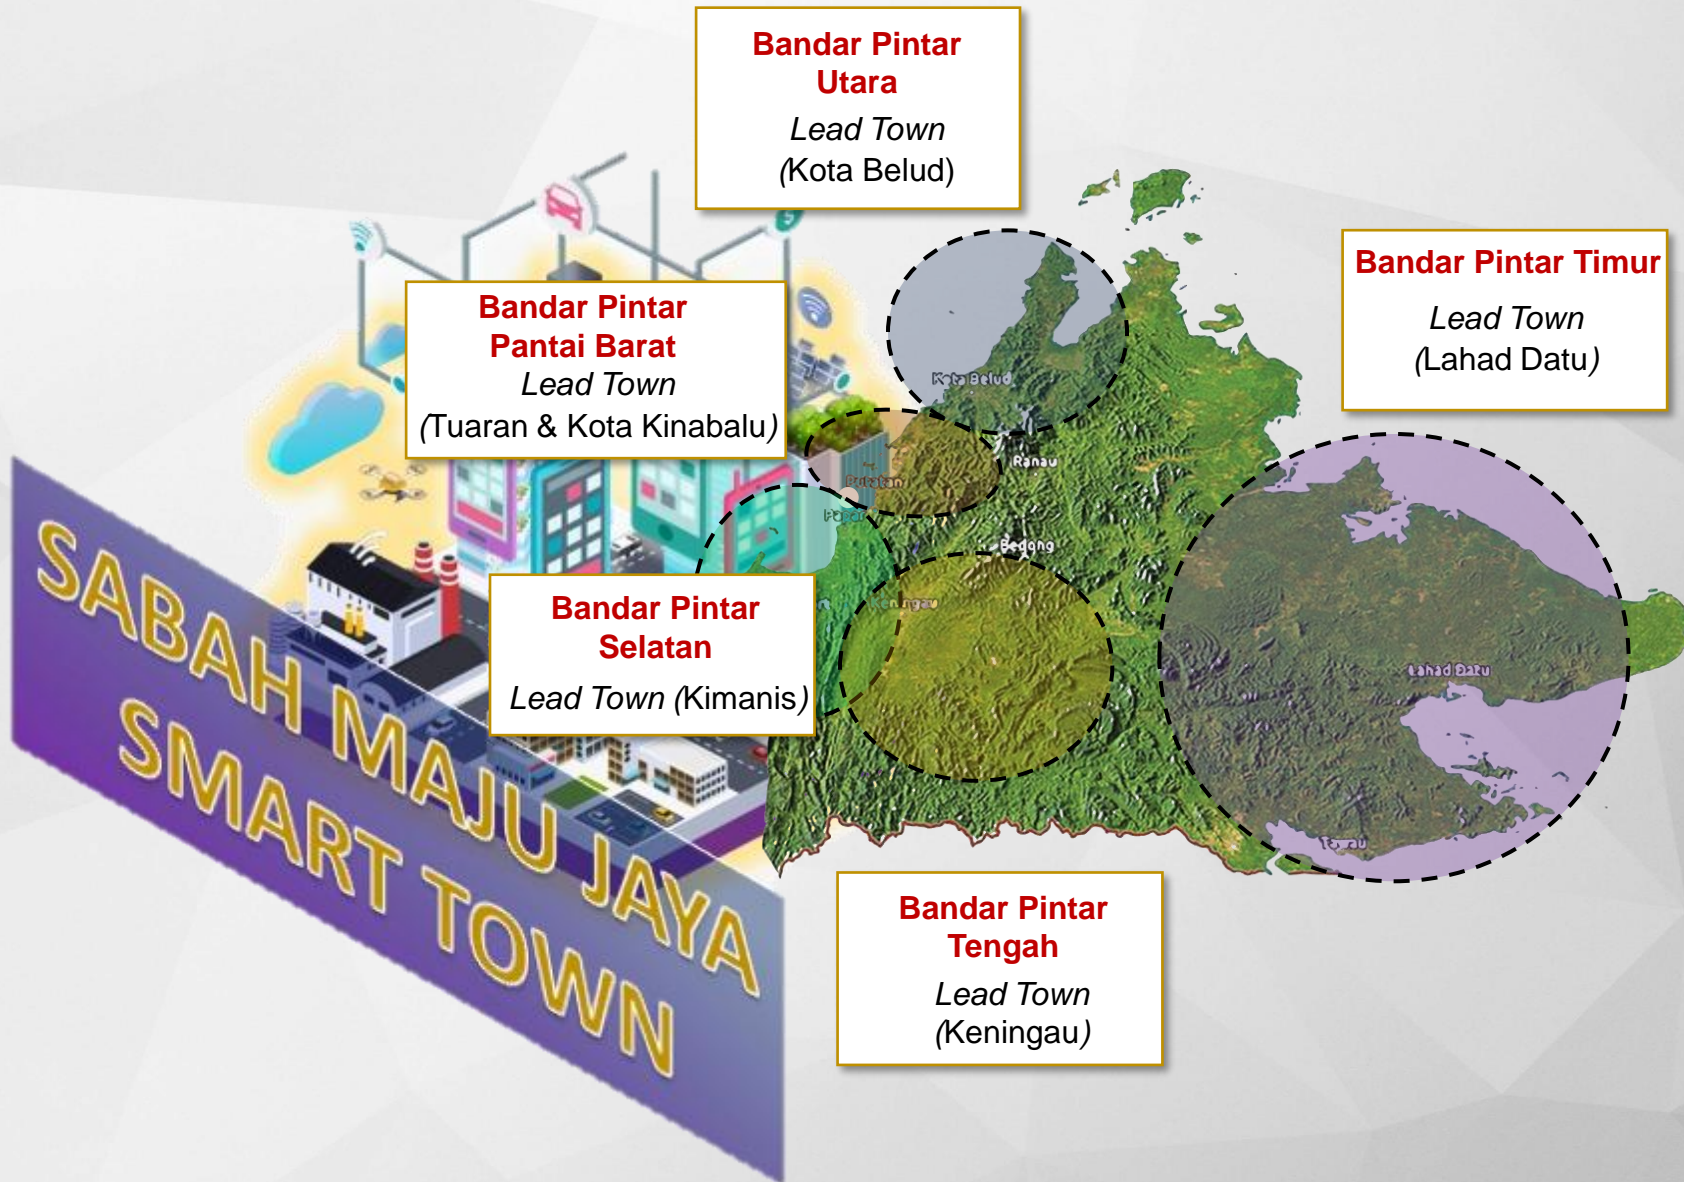 Bandar Pintar
Utara
Lead Town
(Kota Belud)
Bandar Pintar Timur
Lead Town
(Lahad Datu)
Bandar Pintar
Pantai Barat
Lead Town
(Tuaran & Kota Kinabalu)
Kota Belud
Ranau
Putatan
Papar
Bedang
Keningau
Bandar Pintar
Selatan
Lead Town (Kimanis)
Lahad Datu
Tawau
SABAH MAJU JAYA
SMART TOWN
Bandar Pintar
Tengah
Lead Town
(Keningau)